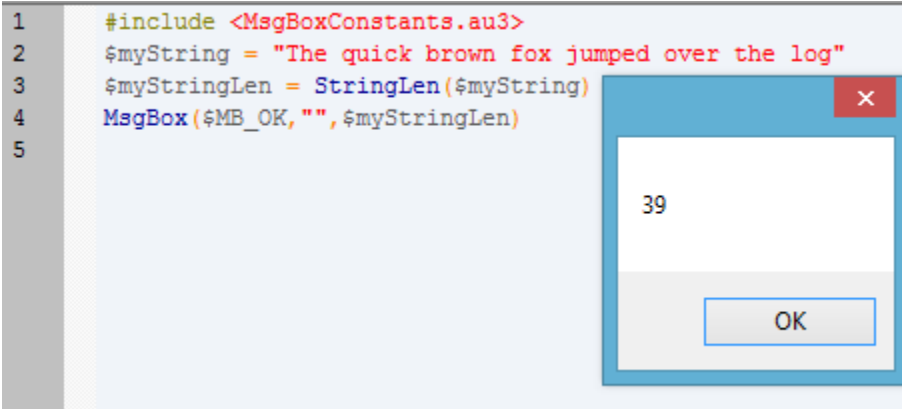 1 #include <MsgBoxConstants.au3>
2 $myString = "The quick brown fox jumped over the log"
3 $myStringLen = StringLen($myString)
4 MsgBox($MB_OK,"",$myStringLen)
5
39
OK